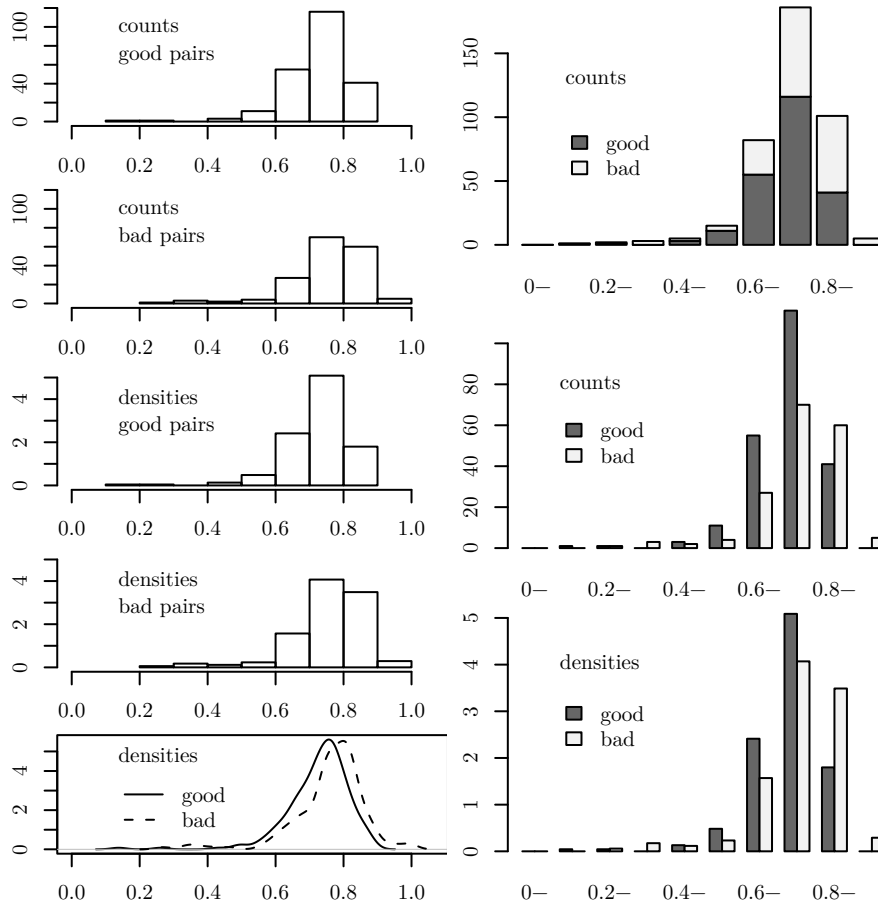 counts
good pairs
0 40 100
0.0 0.2 0.4 0.6 0.8 1.0
counts
bad pairs
0 40 100
0.0 0.2 0.4 0.6 0.8 1.0
densities
good pairs
0 2 4
0.0 0.2 0.4 0.6 0.8 1.0
densities
bad pairs
0 2 4
0.0 0.2 0.4 0.6 0.8 1.0
densities
good
bad
0 2 4
0.0 0.2 0.4 0.6 0.8 1.0
counts
good
bad
0 50 100 150
0− 0.2− 0.4− 0.6− 0.8−
counts
good
bad
0 20 40 60 80
0− 0.2− 0.4− 0.6− 0.8−
densities
good
bad
0 1 2 3 4 5
0− 0.2− 0.4− 0.6− 0.8−